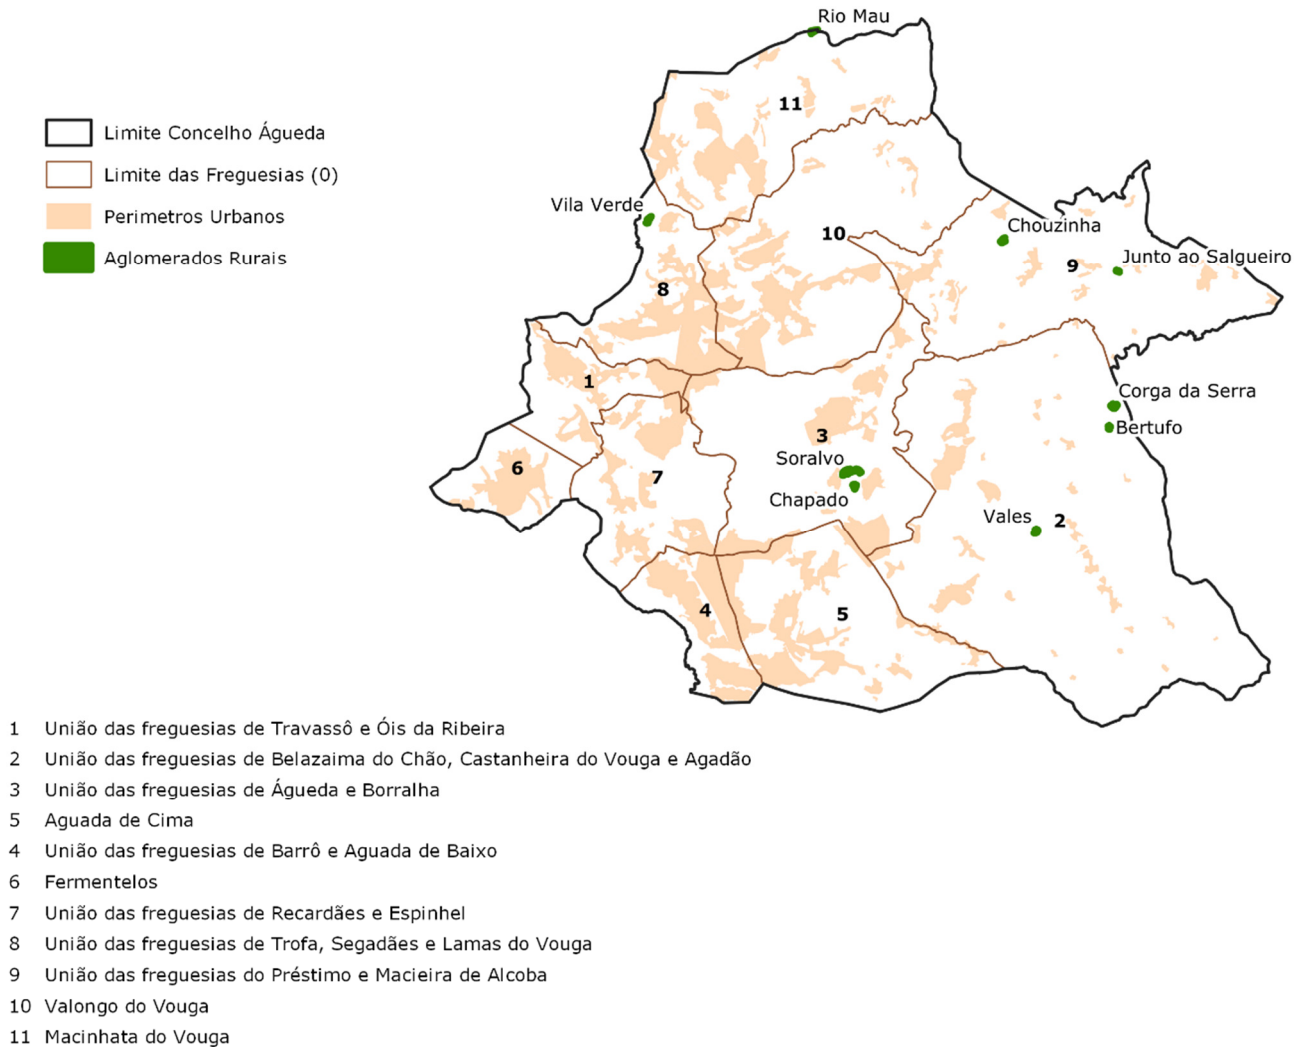 Rio Mau
11
Limite Concelho Águeda
Limite das Freguesias (0)
Perimetros Urbanos
Aglomerados Rurais
Vila Verde
10
Chouzinha
9
Junto ao Salgueiro
8
1
Corga da Serra
Bertufo
3
Soralvo
6
7
Chapado
Vales
2
4
5
1 União das freguesias de Travassô e Óis da Ribeira
2 União das freguesias de Belazaima do Chão, Castanheira do Vouga e Agadão
3 União das freguesias de Águeda e Borralha
5 Aguada de Cima
4 União das freguesias de Barrô e Aguada de Baixo
6 Fermentelos
7 União das freguesias de Recardães e Espinhel
8 União das freguesias de Trofa, Segadães e Lamas do Vouga
9 União das freguesias do Préstimo e Macieira de Alcoba
10 Valongo do Vouga
11 Macinhata do Vouga